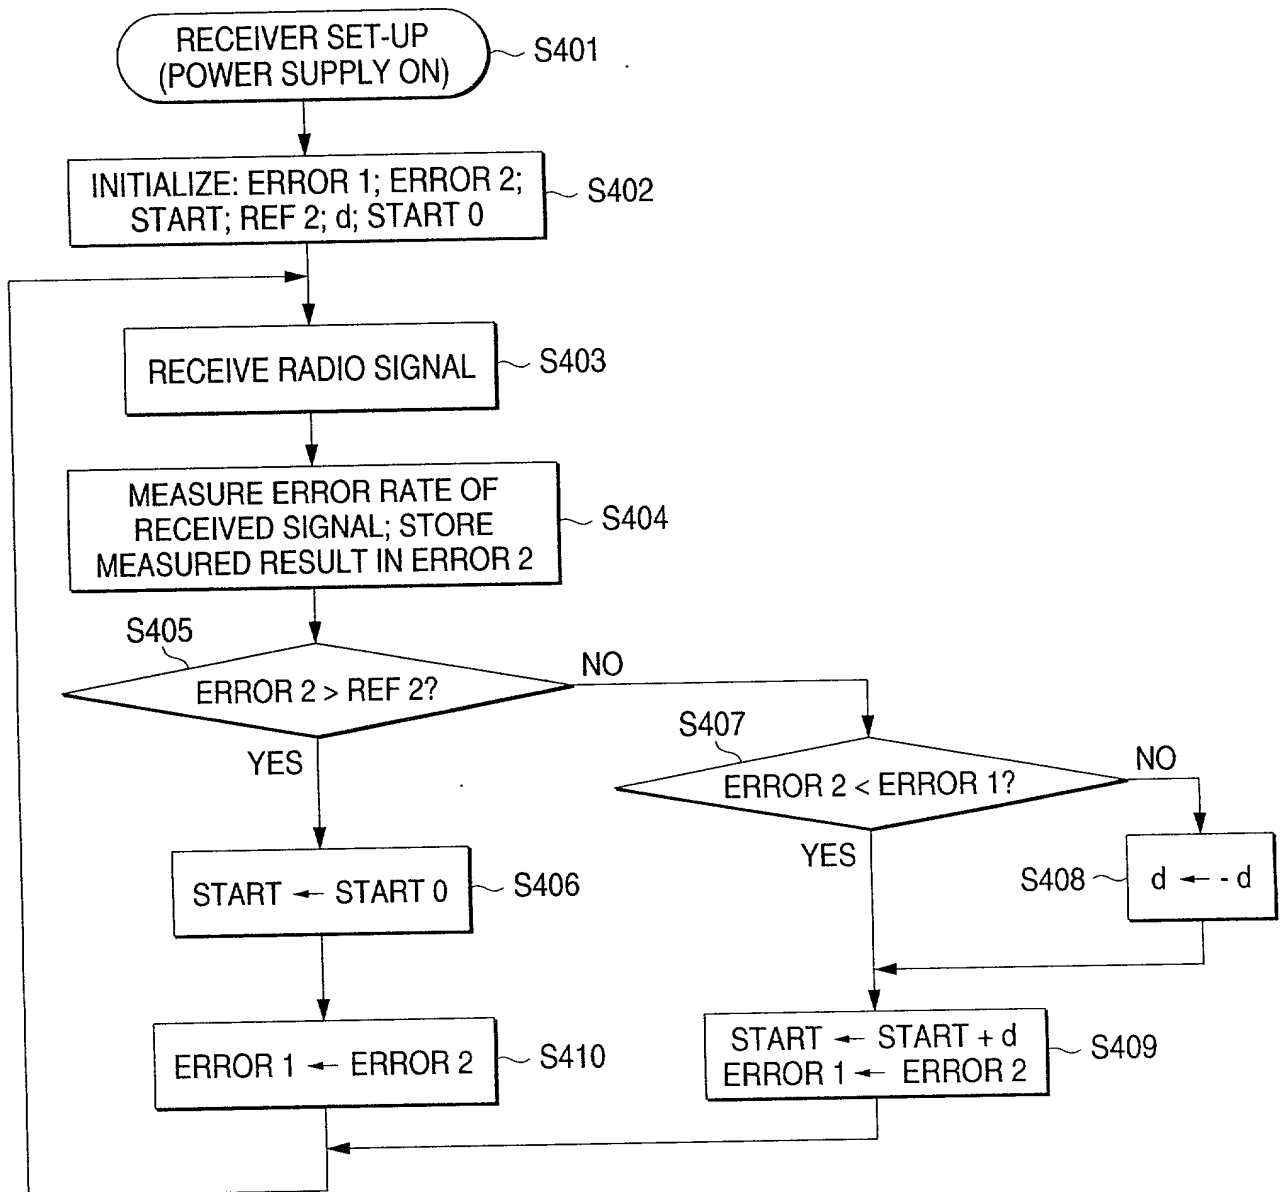 RECEIVER SET-UP
(POWER SUPPLY ON)
S401
INITIALIZE: ERROR 1; ERROR 2;
START; REF 2; d; START 0
S402
RECEIVE RADIO SIGNAL
S403
MEASURE ERROR RATE OF
RECEIVED SIGNAL; STORE
MEASURED RESULT IN ERROR 2
S404
S405
ERROR 2 > REF 2?
NO
YES
S407
ERROR 2 < ERROR 1?
NO
YES
START ← START 0
S406
S408
d ← - d
ERROR 1 ← ERROR 2
S410
START ← START + d
ERROR 1 ← ERROR 2
S409